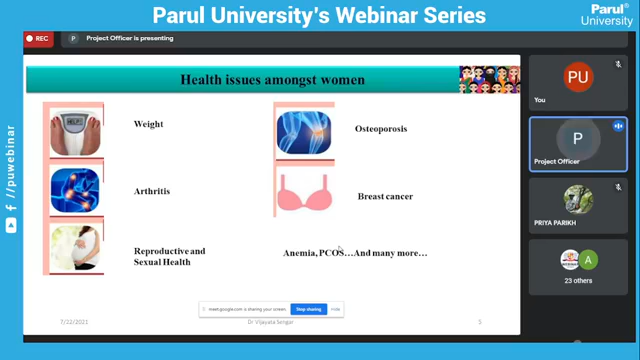 Parul University's Webinar Series
Parul®
University
REC
P
Project Officer is presenting
Health issues amongst women
HELP
Weight
Osteoporosis
Arthritis
Breast cancer
Reproductive and
Sexual Health
Anemia, PCOS…And many more…
meet.google.com is sharing your screen.
Stop sharing
Hide
7/22/2021
Dr Vijayata Sengar
5
PU
You
P
Project Officer
PRIYA PARIKH
A
23 others
//puwebinar